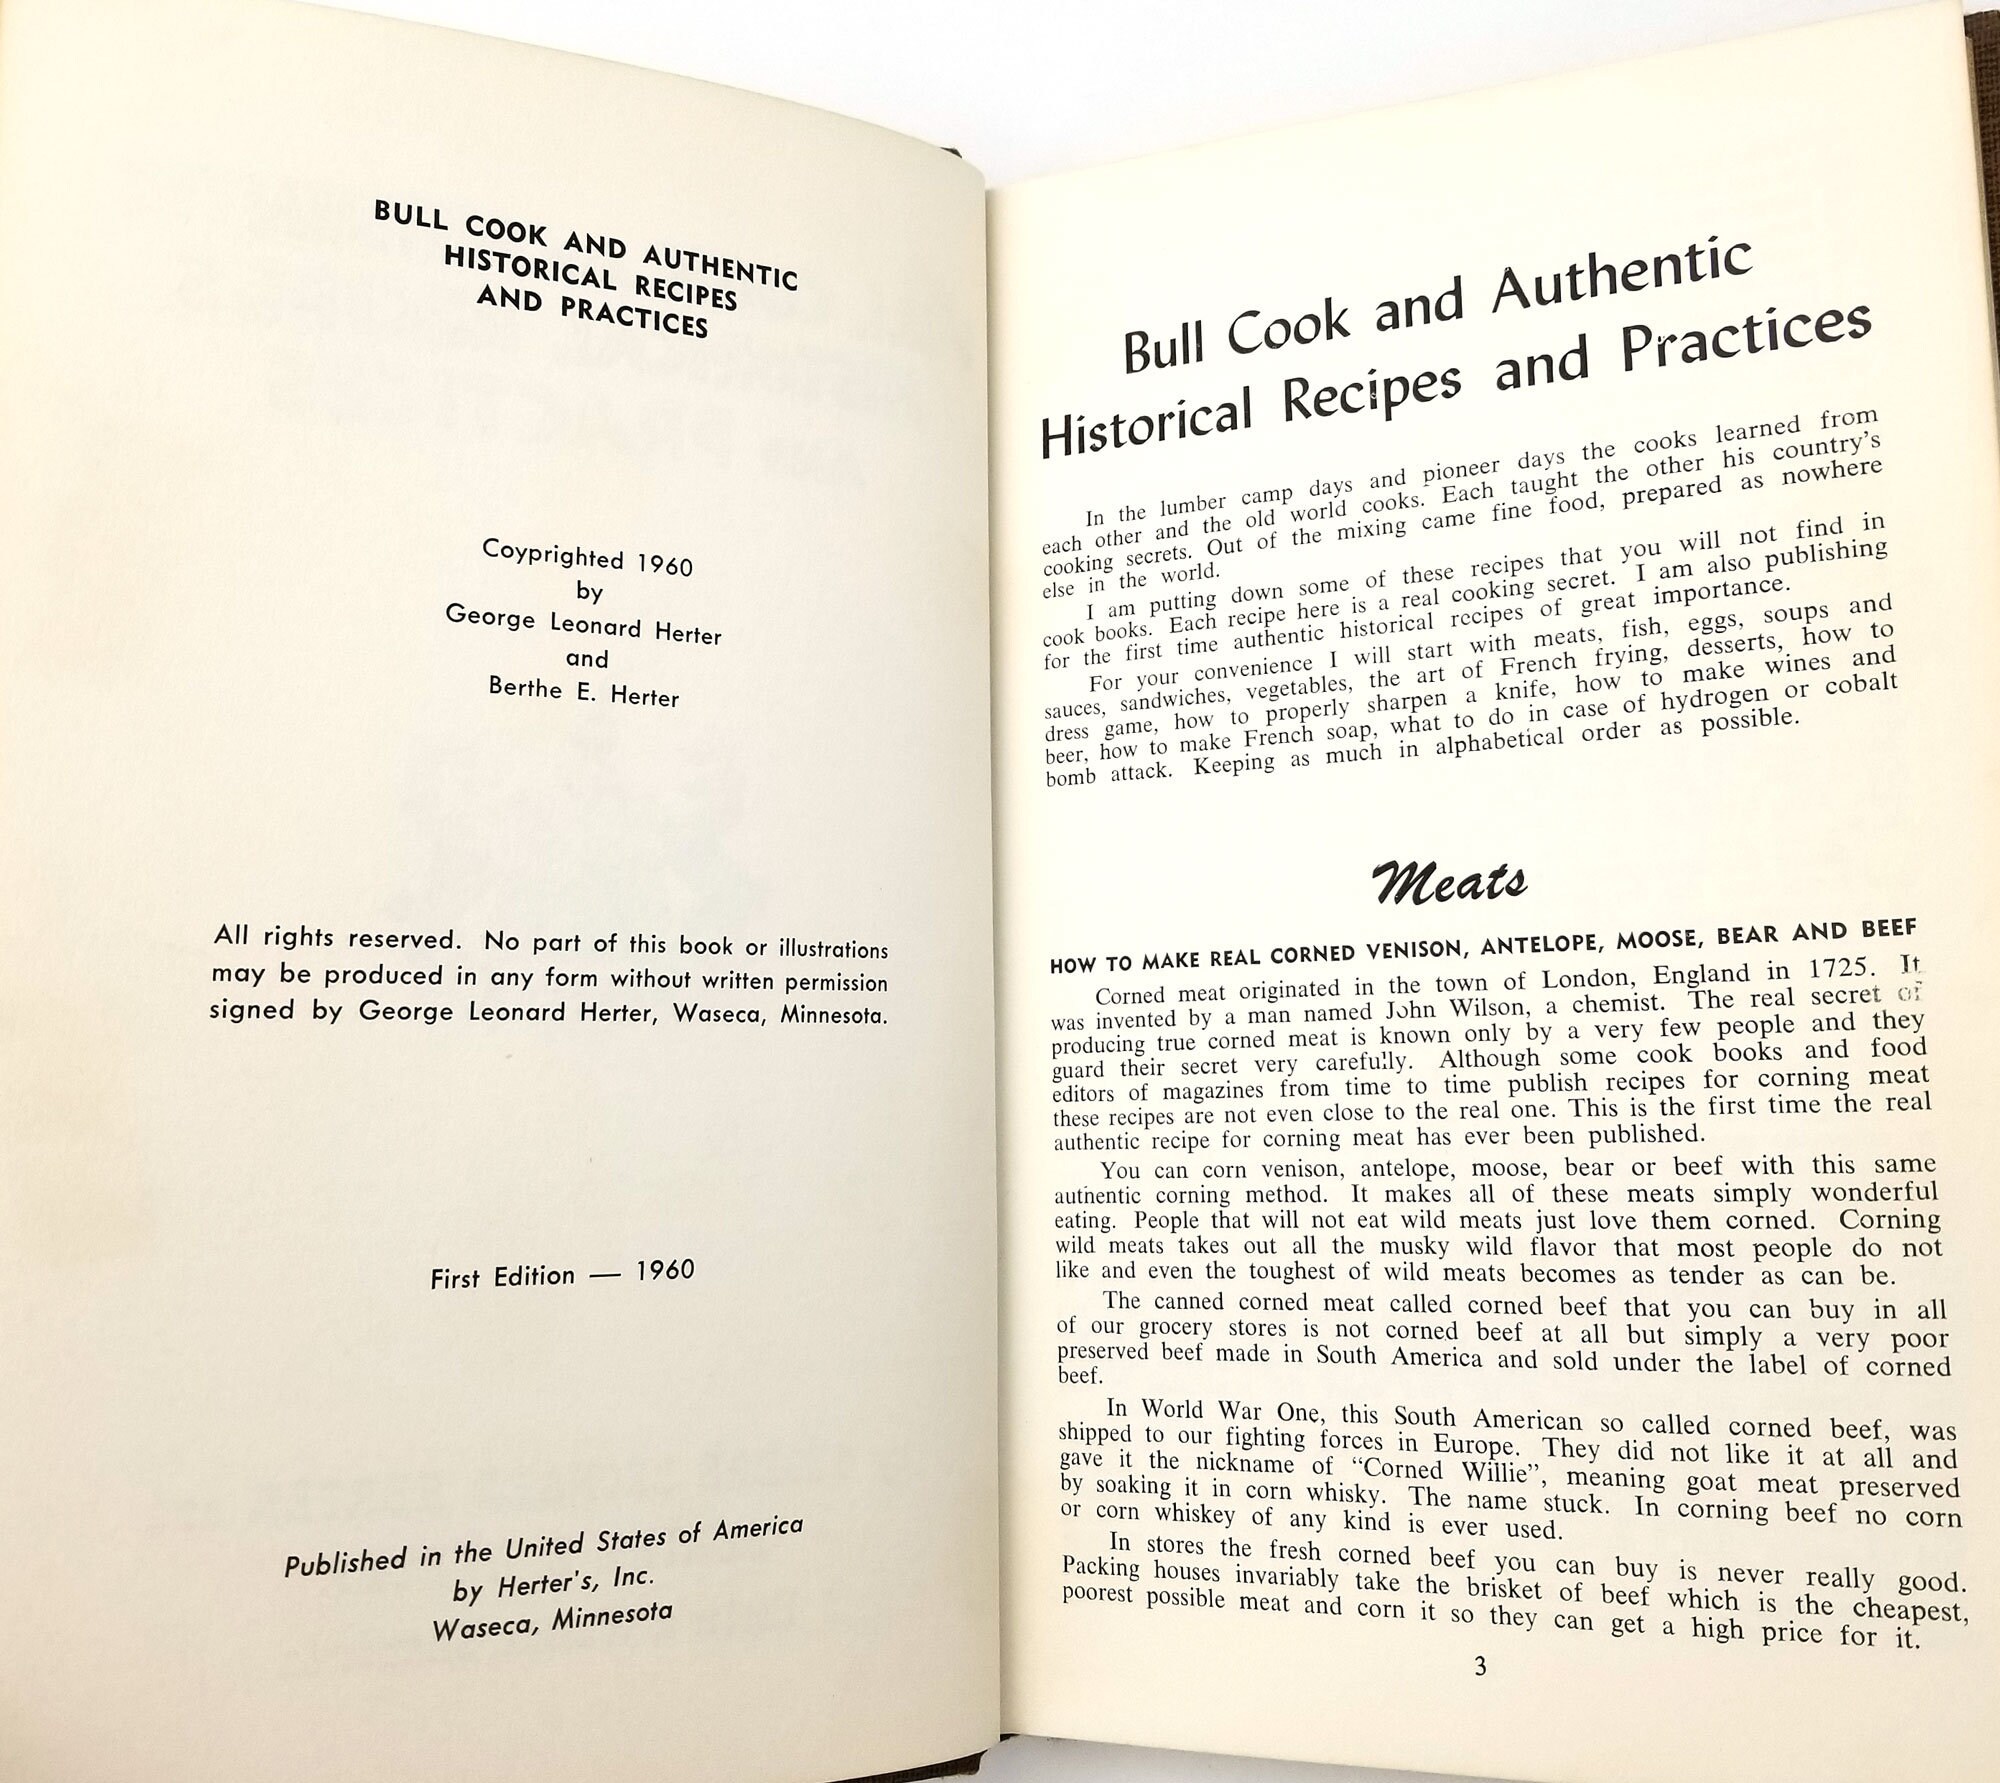 BULL COOK AND AUTHENTIC
HISTORICAL RECIPES
AND PRACTICES
Coyprighted 1960
by
George Leonard Herter
and
Berthe E. Herter
All rights reserved. No part of this book or illustrations
may be produced in any form without written permission
signed by George Leonard Herter, Waseca, Minnesota.
First Edition — 1960
Published in the United States of America
by Herter's, Inc.
Waseca, Minnesota
Bull Cook and Authentic
Historical Recipes and Practices
In the lumber camp days and pioneer days the cooks learned from
each other and the old world cooks. Each taught the other his country's
cooking secrets. Out of the mixing came fine food, prepared as nowhere
else in the world.
I am putting down some of these recipes that you will not find in
cook books. Each recipe here is a real cooking secret. I am also publishing
for the first time authentic historical recipes of great importance.
For your convenience I will start with meats, fish, eggs, soups and
sauces, sandwiches, vegetables, the art of French frying, desserts, how to
dress game, how to properly sharpen a knife, how to make wines and
beer, how to make French soap, what to do in case of hydrogen or cobalt
bomb attack. Keeping as much in alphabetical order as possible.
Meats
HOW TO MAKE REAL CORNED VENISON, ANTELOPE, MOOSE, BEAR AND BEEF
Corned meat originated in the town of London, England in 1725. It
was invented by a man named John Wilson, a chemist. The real secret of
producing true corned meat is known only by a very few people and they
guard their secret very carefully. Although some cook books and food
editors of magazines from time to time publish recipes for corning meat
these recipes are not even close to the real one. This is the first time the real
authentic recipe for corning meat has ever been published.
You can corn venison, antelope, moose, bear or beef with this same
authentic corning method. It makes all of these meats simply wonderful
eating. People that will not eat wild meats just love them corned. Corning
wild meats takes out all the musky wild flavor that most people do not
like and even the toughest of wild meats becomes as tender as can be.
The canned corned meat called corned beef that you can buy in all
of our grocery stores is not corned beef at all but simply a very poor
preserved beef made in South America and sold under the label of corned
beef.
In World War One, this South American so called corned beef, was
shipped to our fighting forces in Europe. They did not like it at all and
gave it the nickname of “Corned Willie”, meaning goat meat preserved
by soaking it in corn whisky. The name stuck. In corning beef no corn
or corn whiskey of any kind is ever used.
In stores the fresh corned beef you can buy is never really good.
Packing houses invariably take the brisket of beef which is the cheapest,
poorest possible meat and corn it so they can get a high price for it.
3